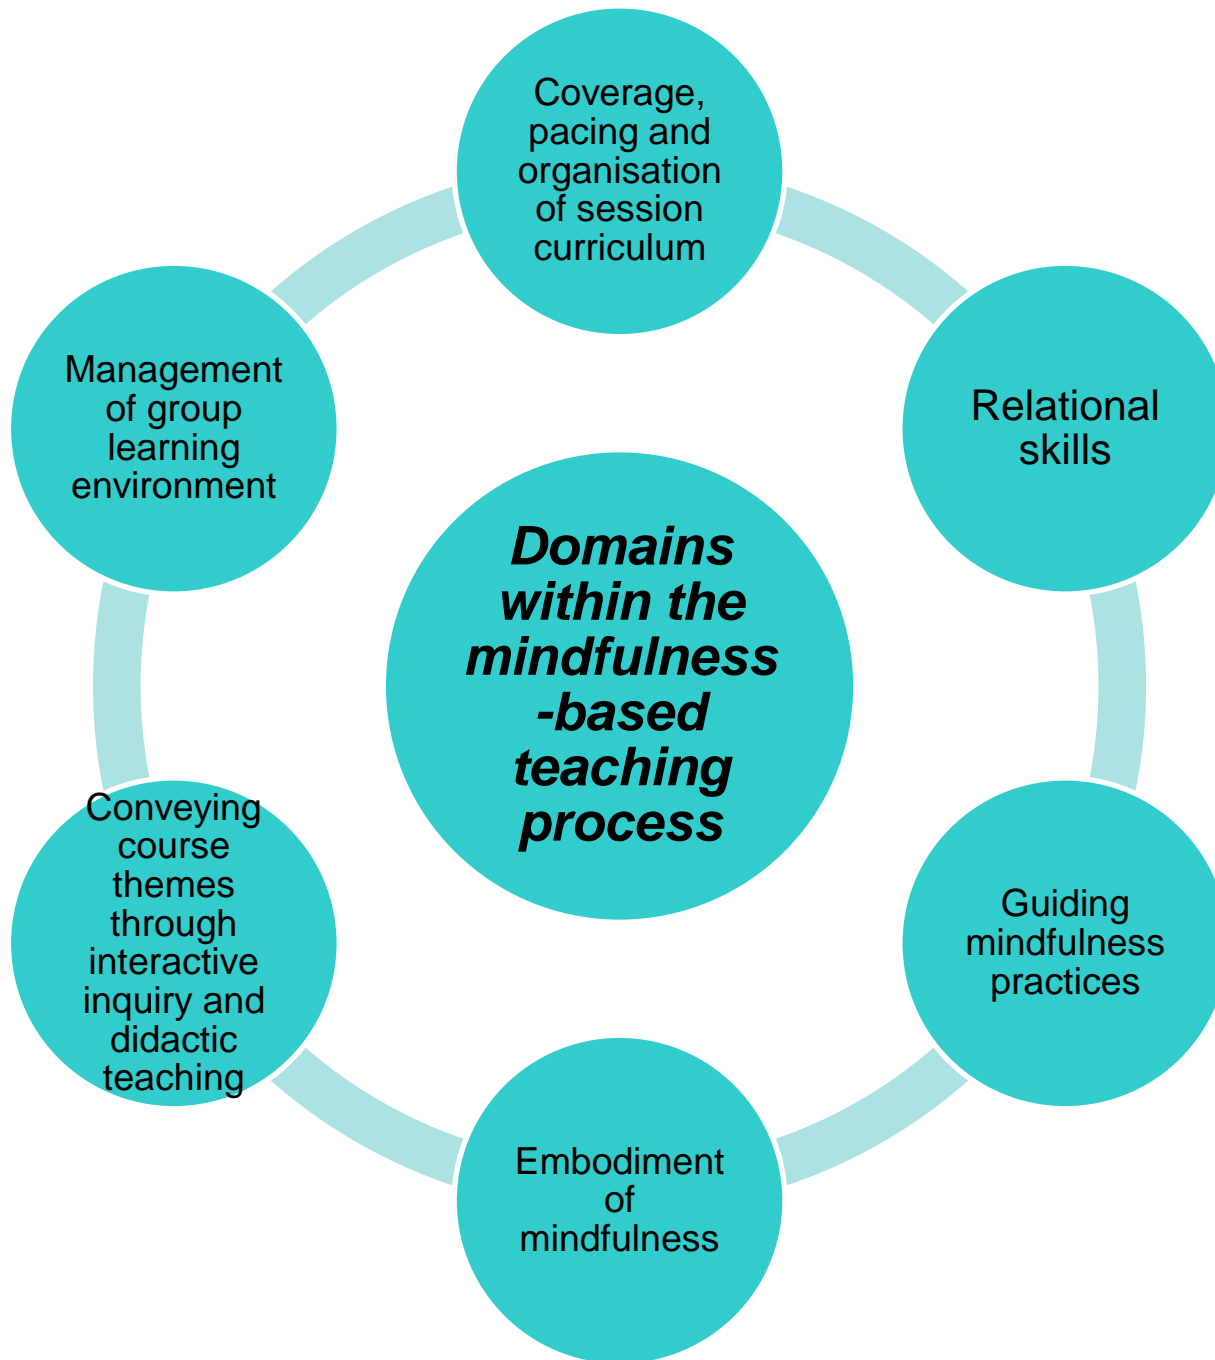 Coverage,
pacing and
organisation
of session
curriculum
Relational
skills
Guiding
mindfulness
practices
Embodiment
of
mindfulness
Conveying
course
themes
through
interactive
inquiry and
didactic
teaching
Management
of group
learning
environment
Domains
within the
mindfulness
-based
teaching
process